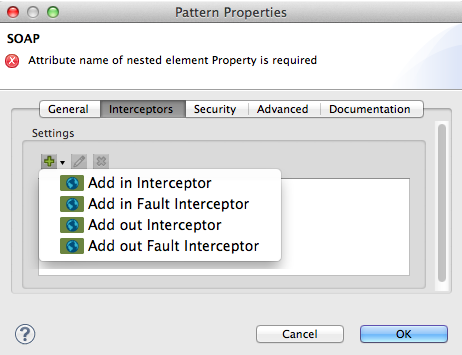 Pattern Properties
SOAP
Attribute name of nested element Property is required
General Interceptors Security Advanced Documentation
Settings
Add in Interceptor
Add in Fault Interceptor
Add out Interceptor
Add out Fault Interceptor
? Cancel OK